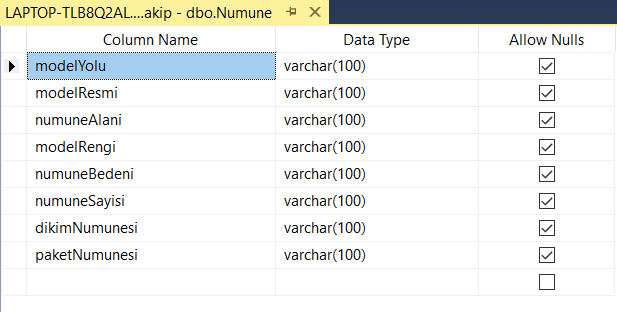 LAPTOP-TLB8Q2AL....akip - dbo.Numune
Column Name Data Type Allow Nulls
modelYolu varchar(100)
modelResmi varchar(100)
numuneAlani varchar(100)
modelRengi varchar(100)
numuneBedeni varchar(100)
numuneSayisi varchar(100)
dikimNumunesi varchar(100)
paketNumunesi varchar(100)